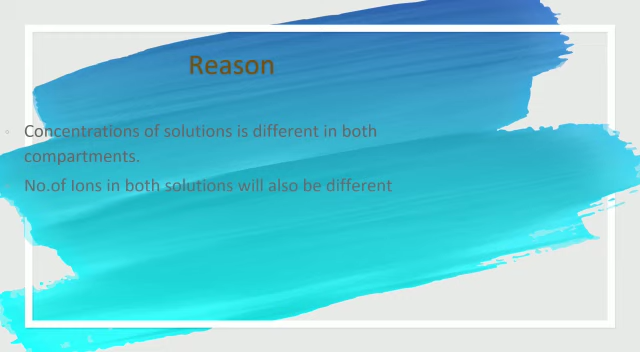 Reason
Concentrations of solutions is different in both
compartments.
No.of Ions in both solutions will also be different